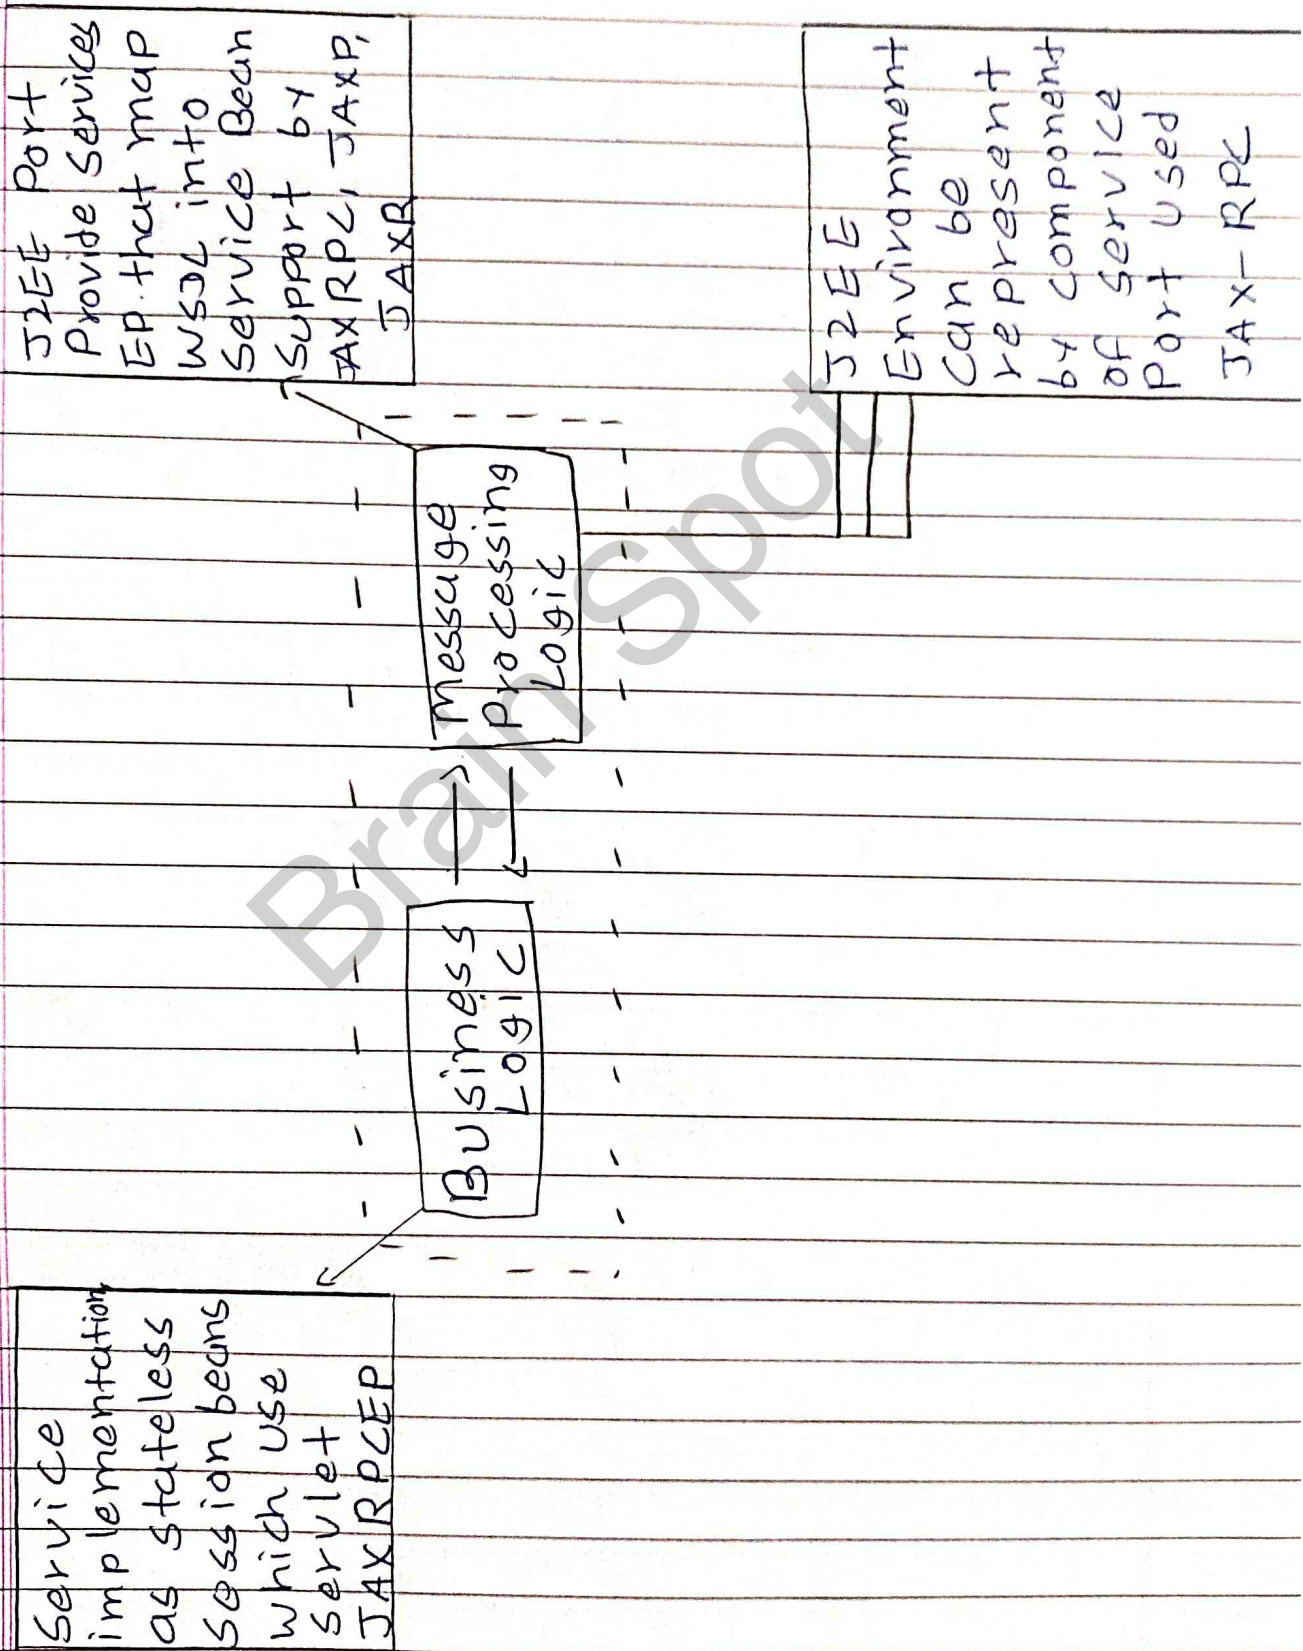 Service
implementation
as stateless
session beans
which use
servlet
JAXRPCEP
J2EE Port
Provide services
EP. that map
WSDL into
Service Bean
Support by
JAXRPC, JAXP,
JAXR
Business
Logic
Message
Processing
Logic
J2EE
Environment
Can be
represent
by component
of service
Port used
JAX-RPC
Brain Spot